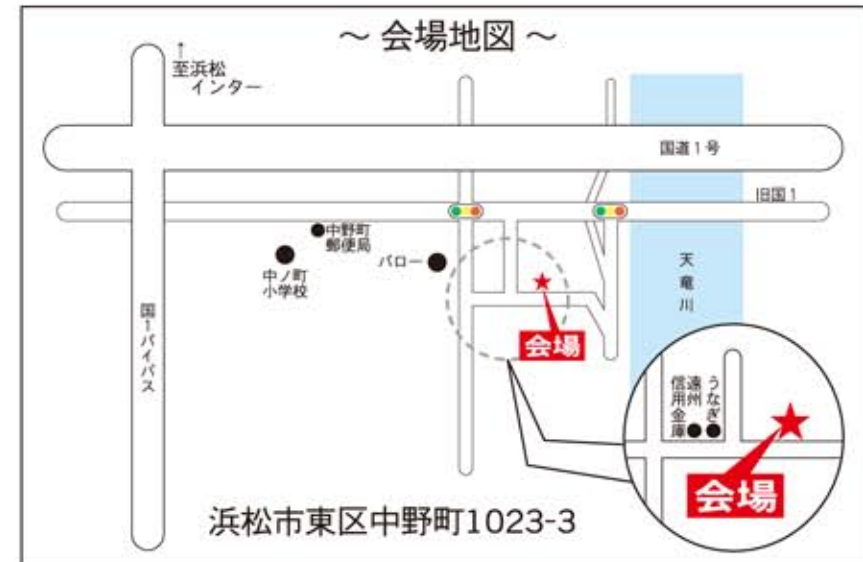 ～ 会場地図 ～
↑
至浜松
インター
国道1号
旧国1
中野町
郵便局
中ノ町
小学校
バロー
会場
天竜川
国1バイパス
遠州
信用金庫
うなぎ
会場
浜松市東区中野町1023-3